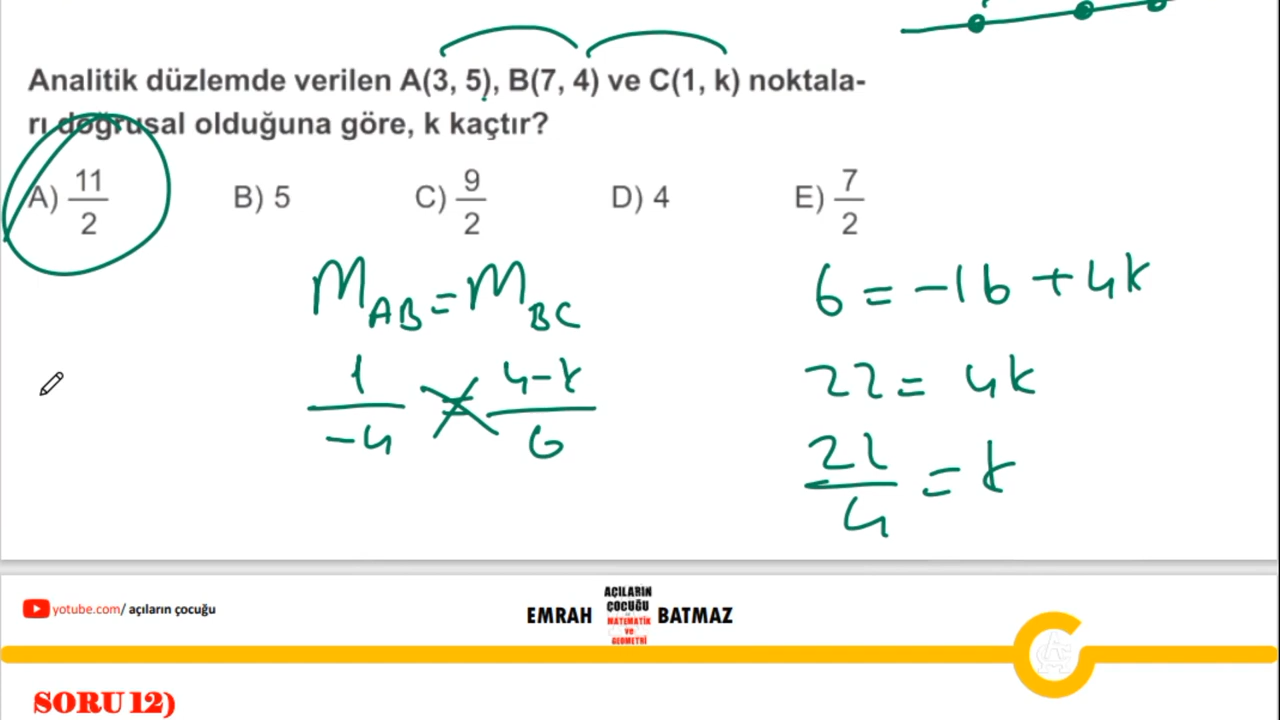 Analitik düzlemde verilen A(3, 5), B(7, 4) ve C(1, k) noktala-
rı doğrusal olduğuna göre, k kaçtır?
A) 11/2 B) 5 C) 9/2 D) 4 E) 7/2
m_AB = m_BC
1/-4 = 4-k/6
6 = -16 + 4k
22 = 4k
22/4 = k
yotube.com/ açıların çocuğu
EMRAH
AÇILARIN
ÇOCUĞU
MATEMATİK
ve
GEOMETRİ
BATMAZ
SORU 12)